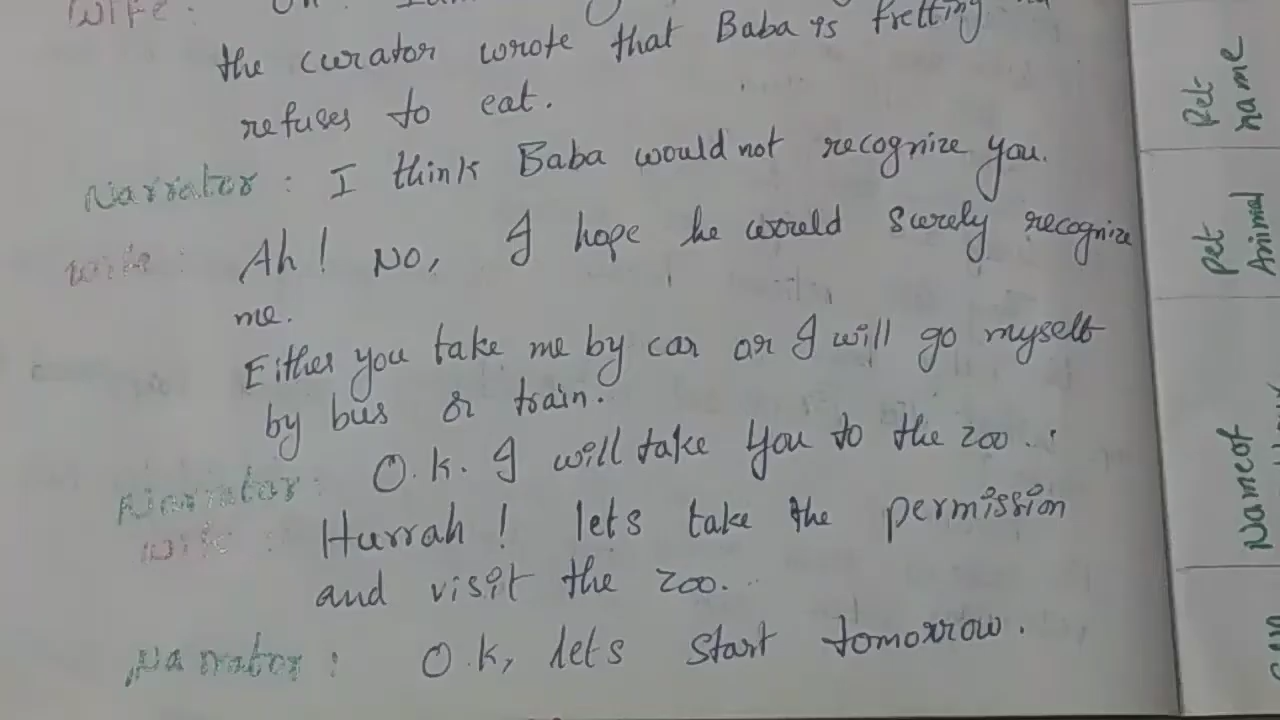 Wife:
the curator wrote that Baba is fretting
refuses to eat.
Narrator: I think Baba would not recognize you.
Wife: Ah! No, I hope he would surely recognize
me.
Either you take me by car or I will go myself
by bus or train.
Narrator: O.k. I will take you to the zoo.
Wife: Hurrah! lets take the permission
and visit the zoo.
Narrator: O.k, lets start tomorrow.
Pet
name
Pet
Animal
Name of